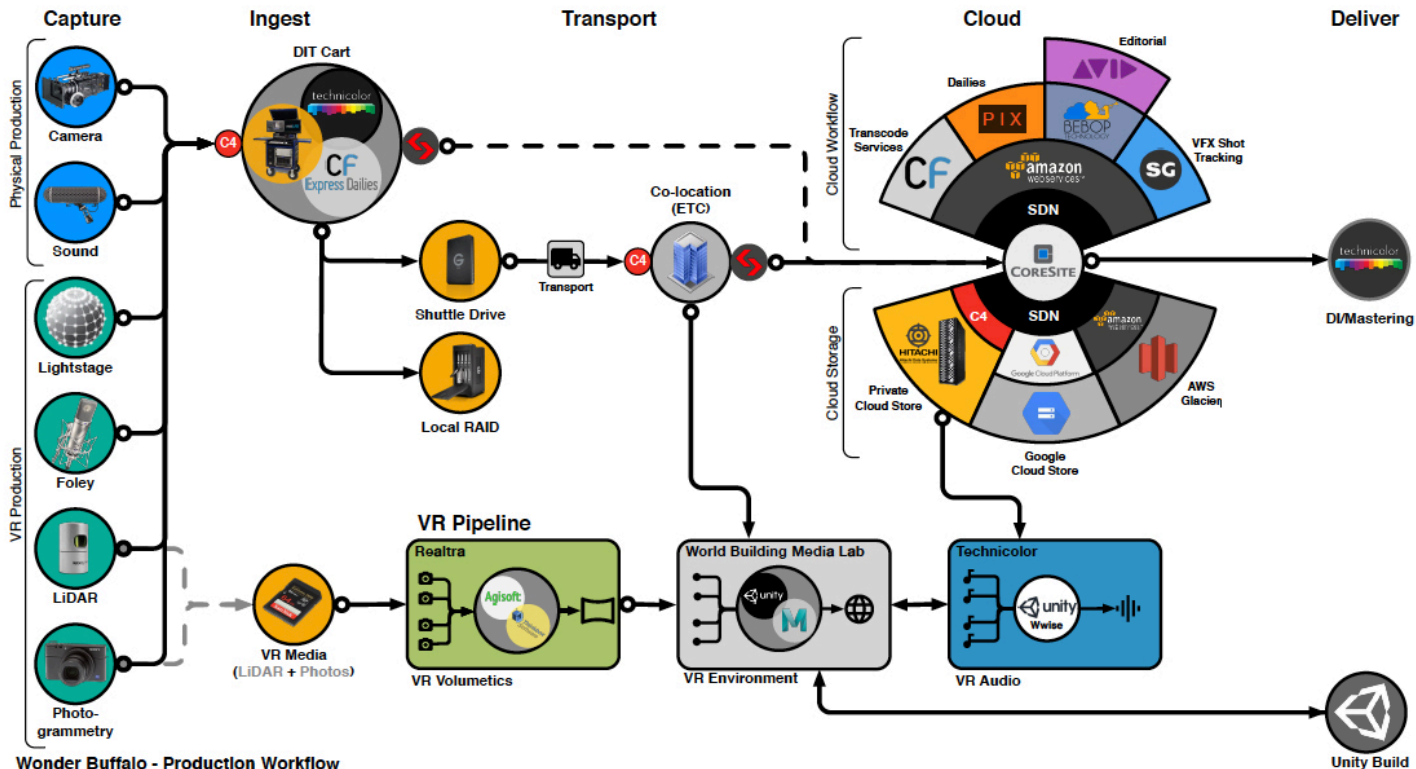 Capture
Ingest
Transport
Cloud
Deliver
Physical Production
Camera
Sound
VR Production
Lightstage
Foley
LiDAR
Photo-
grammetry
DIT Cart
technicolor
CF
Express Dailies
C4
Shuttle Drive
Local RAID
Transport
Co-location
(ETC)
C4
Cloud Workflow
Editorial
AVID
Dailies
PIX
BEBOP
TECHNOLOGY
Transcode
Services
CF
VFX Shot
Tracking
SG
amazon
webservices™
SDN
CORESITE
SDN
Cloud Storage
C4
HITACHI
Private
Cloud Store
Google Cloud Platform
Google
Cloud Store
amazon
AWS
Glacier
technicolor
DI/Mastering
VR Pipeline
VR Media
(LiDAR + Photos)
Realtra
Agisoft
VR Volumetics
World Building Media Lab
unity
M
VR Environment
Technicolor
unity
Wwise
VR Audio
Unity Build
Wonder Buffalo - Production Workflow